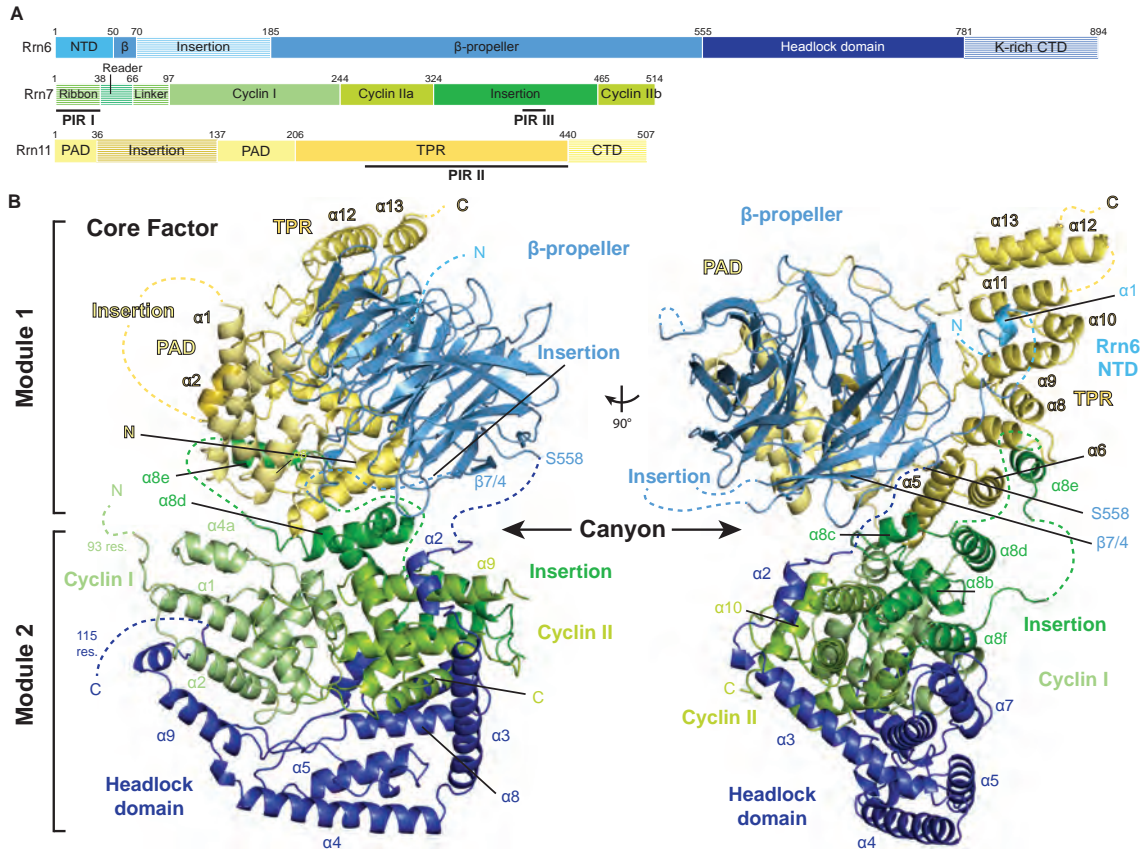 A
1 50 70 185 555 781 894
Rrn6 NTD β Insertion β-propeller Headlock domain K-rich CTD
Reader
1 38 66 97 244 324 465 514
Rrn7 Ribbon Linker Cyclin I Cyclin IIa Insertion Cyclin IIb
PIR I PIR III
1 36 137 206 440 507
Rrn11 PAD Insertion PAD TPR CTD
PIR II
B
Module 1
Module 2
Core Factor
TPR
α12
α13
C
N
β-propeller
Insertion
α1
PAD
α2
Insertion
N
S558
α8e
β7/4
N
α8d
93 res.
α4a
α2
α9
Cyclin I
α1
Insertion
Cyclin II
115
res.
C
α2
C
α9
α3
α5
α8
Headlock
domain
α4
90°
Canyon
β-propeller
PAD
C
α13
α12
α11
α1
N
α10
Rrn6
NTD
α9
TPR
α8
Insertion
α6
α5
α8e
S558
α8c
β7/4
α8d
α2
α8b
α10
α8f
Insertion
C
Cyclin I
Cyclin II
α7
α3
α5
Headlock
domain
α4